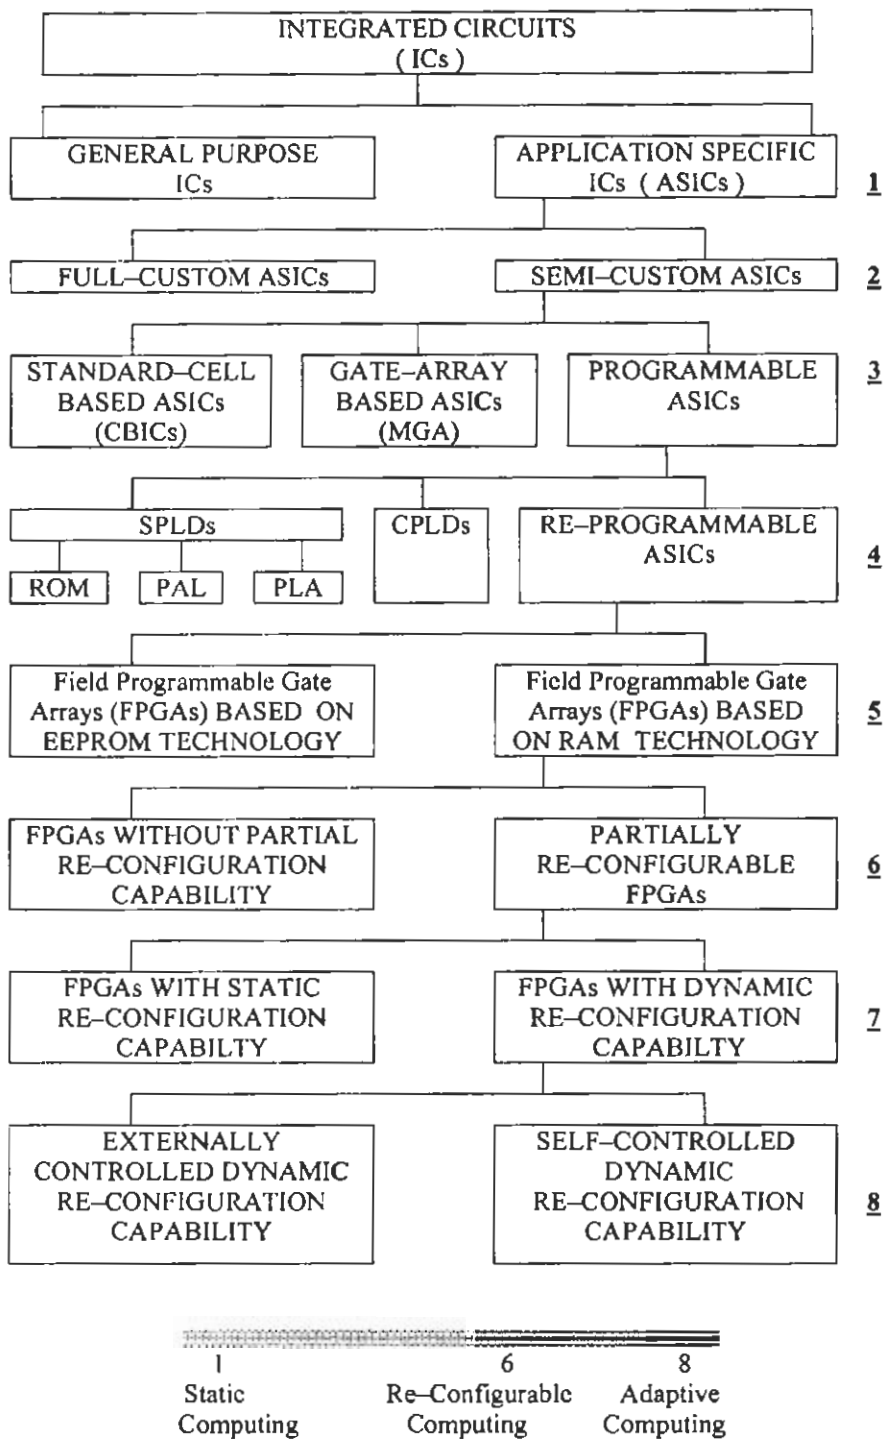 INTEGRATED CIRCUITS
( ICs )
GENERAL PURPOSE
ICs
APPLICATION SPECIFIC
ICs ( ASICs )
1
FULL–CUSTOM ASICs
SEMI–CUSTOM ASICs
2
STANDARD–CELL
BASED ASICs
(CBICs)
GATE–ARRAY
BASED ASICs
(MGA)
PROGRAMMABLE
ASICs
3
SPLDs
CPLDs
RE–PROGRAMMABLE
ASICs
4
ROM
PAL
PLA
Field Programmable Gate
Arrays (FPGAs) BASED ON
EEPROM TECHNOLOGY
Field Programmable Gate
Arrays (FPGAs) BASED
ON RAM TECHNOLOGY
5
FPGAs WITHOUT PARTIAL
RE–CONFIGURATION
CAPABILITY
PARTIALLY
RE–CONFIGURABLE
FPGAs
6
FPGAs WITH STATIC
RE–CONFIGURATION
CAPABILTY
FPGAs WITH DYNAMIC
RE–CONFIGURATION
CAPABILTY
7
EXTERNALLY
CONTROLLED DYNAMIC
RE–CONFIGURATION
CAPABILITY
SELF–CONTROLLED
DYNAMIC
RE–CONFIGURATION
CAPABILITY
8
1
6
8
Static
Computing
Re–Configurable
Computing
Adaptive
Computing